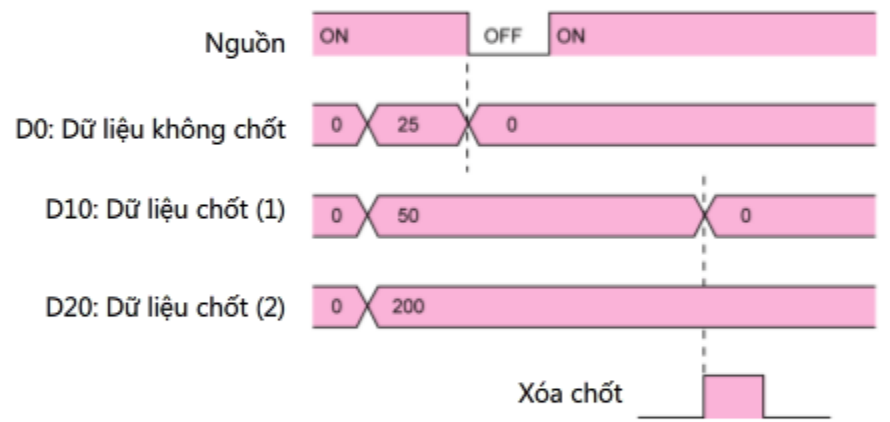 Nguồn ON OFF ON
D0: Dữ liệu không chốt 0 25 0
D10: Dữ liệu chốt (1) 0 50 0
D20: Dữ liệu chốt (2) 0 200
Xóa chốt